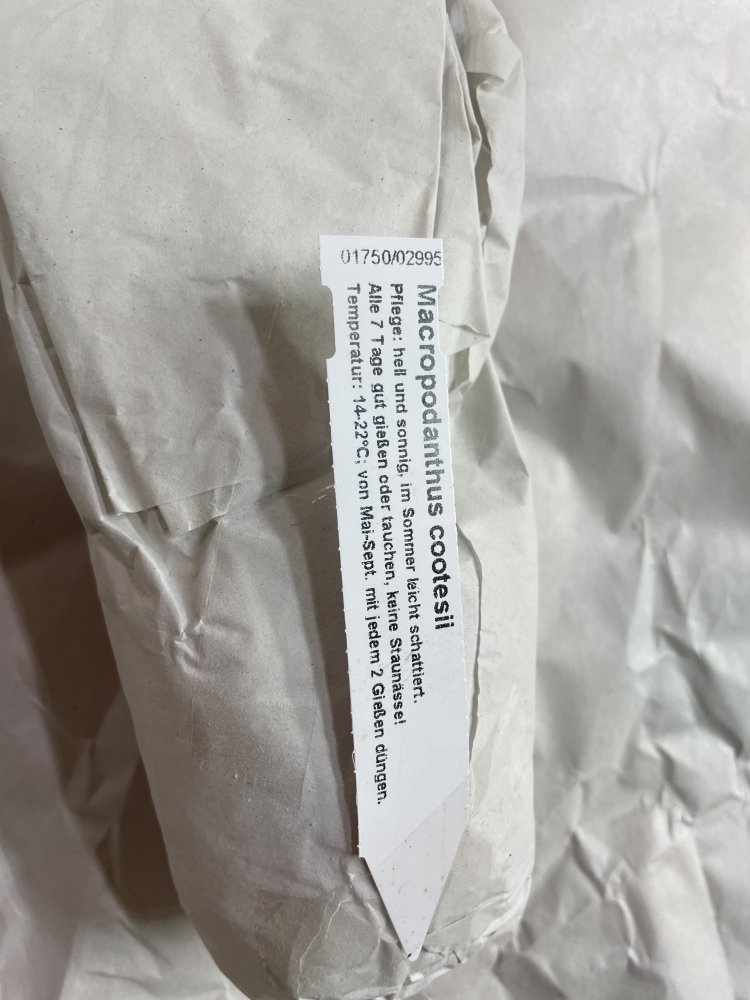 01750/02995
Macropodanthus cootesii
Pflege: hell und sonnig, im Sommer leicht schattiert.
Alle 7 Tage gut gießen oder tauchen, keine Staunässe!
Temperatur: 14-22°C; von Mai-Sept. mit jedem 2 Gießen düngen.